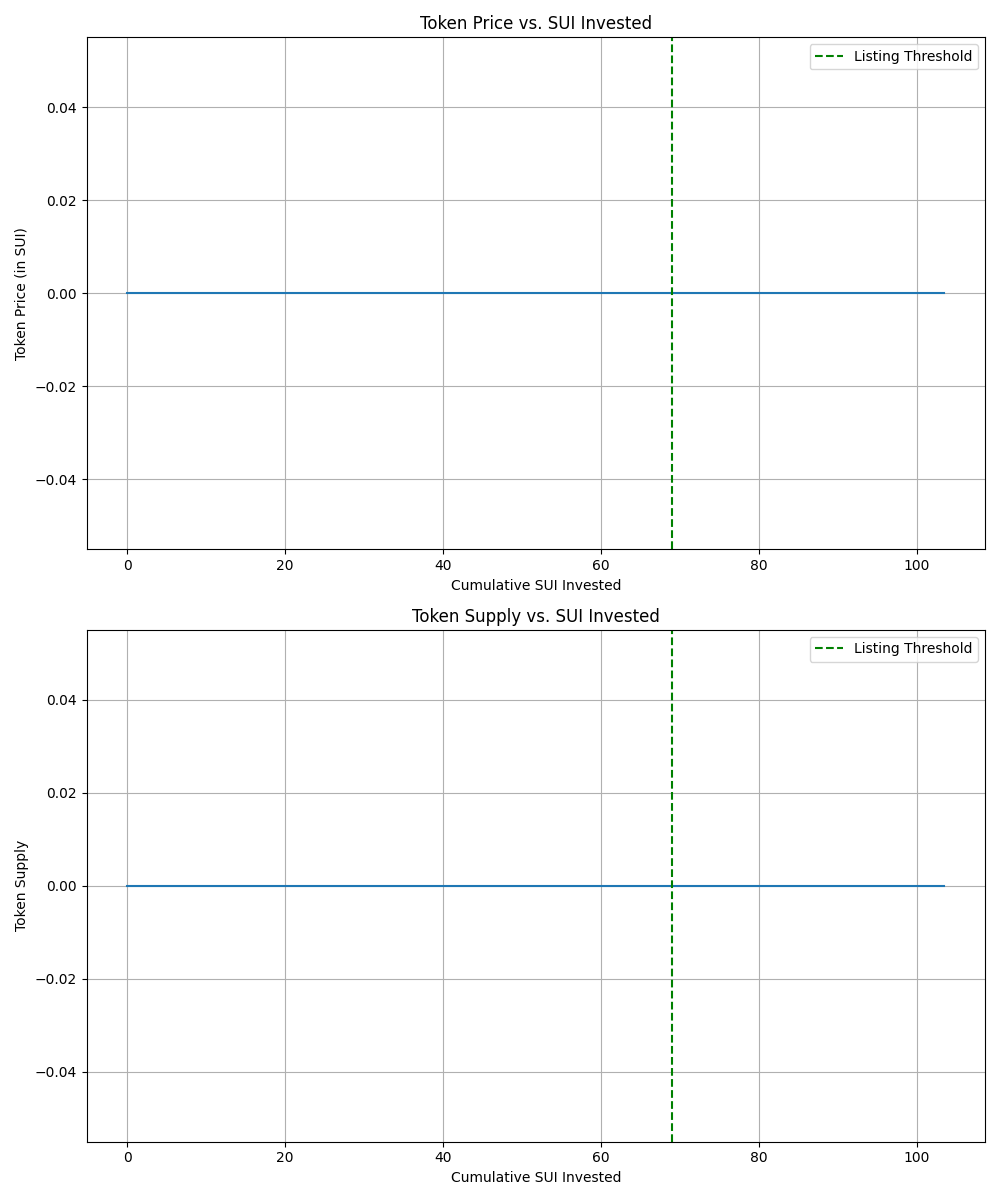 Token Price vs. SUI Invested
Listing Threshold
0.04
0.02
0.00
−0.02
−0.04
Token Price (in SUI)
0 20 40 60 80 100
Cumulative SUI Invested
Token Supply vs. SUI Invested
Listing Threshold
0.04
0.02
0.00
−0.02
−0.04
Token Supply
0 20 40 60 80 100
Cumulative SUI Invested